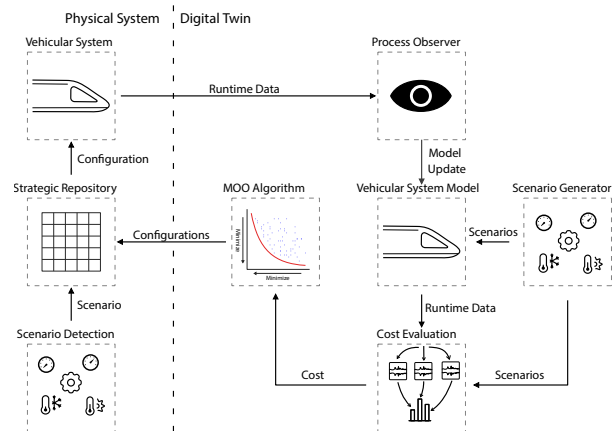 Physical System
Digital Twin
Vehicular System
Process Observer
Runtime Data
Configuration
Model
Update
Strategic Repository
MOO Algorithm
Vehicular System Model
Scenario Generator
Minimize
Configurations
Scenarios
Minimize
Scenario
Runtime Data
Scenario Detection
Cost Evaluation
Cost
Scenarios